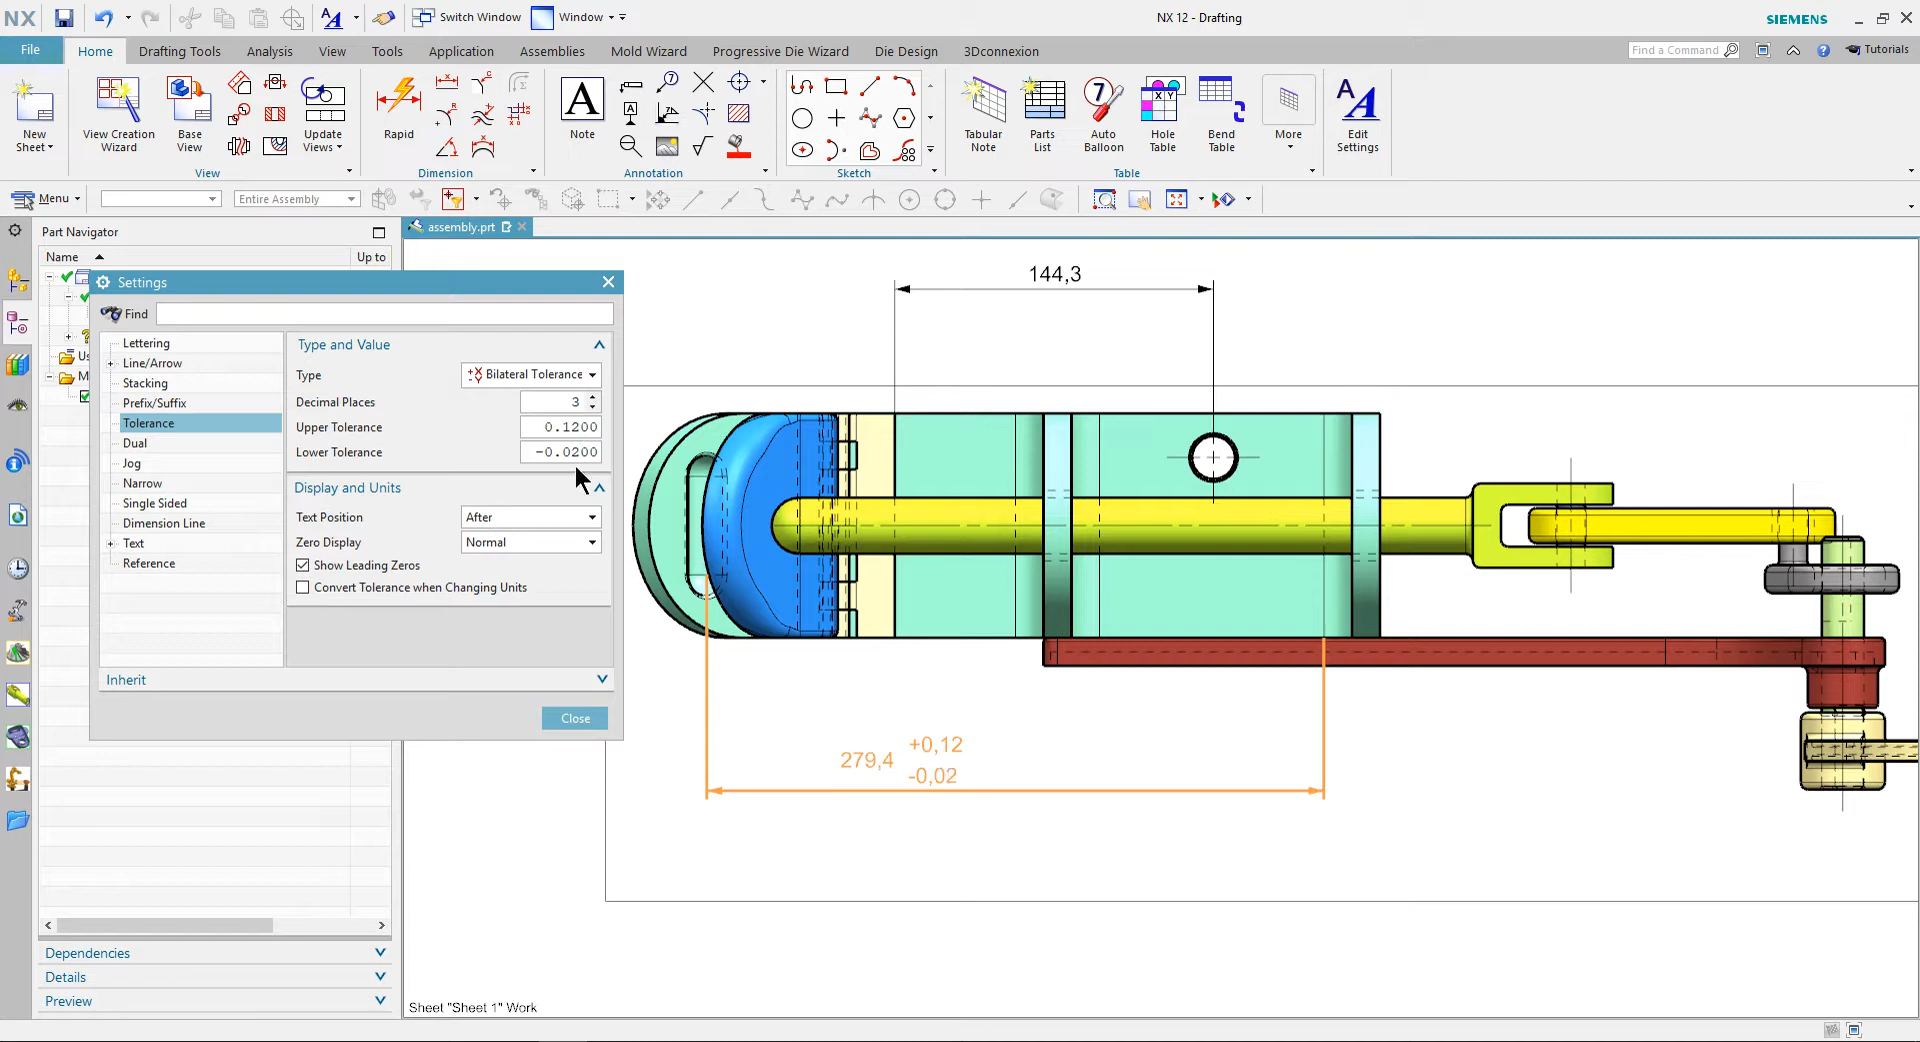 NX
Switch Window
Window
NX 12 - Drafting
SIEMENS
File
Home
Drafting Tools
Analysis
View
Tools
Application
Assemblies
Mold Wizard
Progressive Die Wizard
Die Design
3Dconnexion
Find a Command
Tutorials
New
Sheet
View Creation
Wizard
Base
View
Update
Views
Rapid
Note
Tabular
Note
Parts
List
Auto
Balloon
Hole
Table
Bend
Table
More
Edit
Settings
View
Dimension
Annotation
Sketch
Table
Menu
Entire Assembly
Part Navigator
assembly.prt
Name
Up to
Settings
Find
Lettering
Line/Arrow
Stacking
Prefix/Suffix
Tolerance
Dual
Jog
Narrow
Single Sided
Dimension Line
Text
Reference
Type and Value
Type
Bilateral Tolerance
Decimal Places
3
Upper Tolerance
0.1200
Lower Tolerance
-0.0200
Display and Units
Text Position
After
Zero Display
Normal
Show Leading Zeros
Convert Tolerance when Changing Units
Inherit
Close
144,3
279,4
+0,12
-0,02
Dependencies
Details
Preview
Sheet "Sheet 1" Work